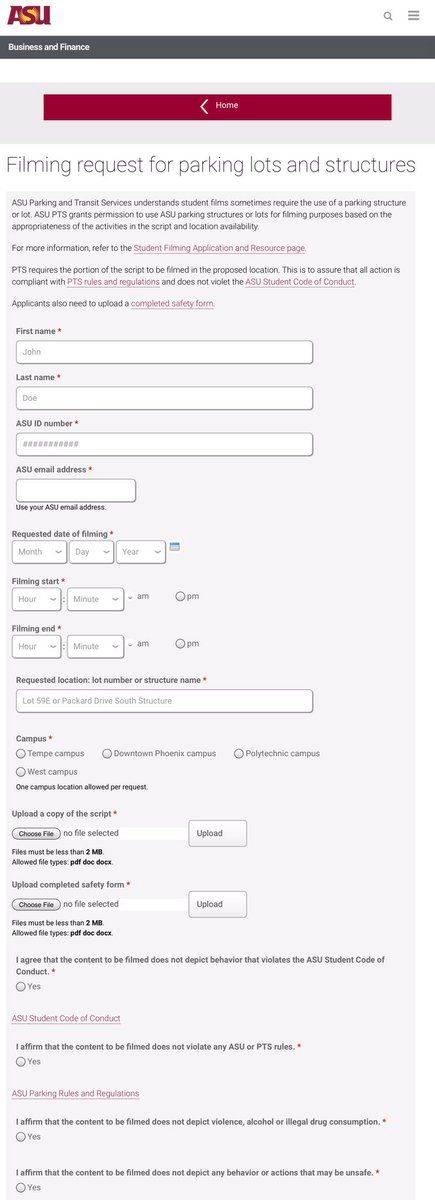 ASU
Business and Finance
Home
Filming request for parking lots and structures
ASU Parking and Transit Services understands student films sometimes require the use of a parking structure
or lot. ASU PTS grants permission to use ASU parking structures or lots for filming purposes based on the
appropriateness of the activities in the script and location availability.
For more information, refer to the Student Filming Application and Resource page.
PTS requires the portion of the script to be filmed in the proposed location. This is to assure that all action is
compliant with PTS rules and regulations and does not violate the ASU Student Code of Conduct.
Applicants also need to upload a completed safety form.
First name *
John
Last name *
Doe
ASU ID number *
###########
ASU email address *
Use your ASU email address.
Requested date of filming *
Month Day Year
Filming start *
Hour : Minute am pm
Filming end *
Hour : Minute am pm
Requested location: lot number or structure name *
Lot 59E or Packard Drive South Structure
Campus *
Tempe campus Downtown Phoenix campus Polytechnic campus
West campus
One campus location allowed per request.
Upload a copy of the script *
Choose File no file selected Upload
Files must be less than 2 MB.
Allowed file types: pdf doc docx.
Upload completed safety form *
Choose File no file selected Upload
Files must be less than 2 MB.
Allowed file types: pdf doc docx.
I agree that the content to be filmed does not depict behavior that violates the ASU Student Code of
Conduct. *
Yes
ASU Student Code of Conduct
I affirm that the content to be filmed does not violate any ASU or PTS rules. *
Yes
ASU Parking Rules and Regulations
I affirm that the content to be filmed does not depict violence, alcohol or illegal drug consumption. *
Yes
I affirm that the content to be filmed does not depict any behavior or actions that may be unsafe. *
Yes